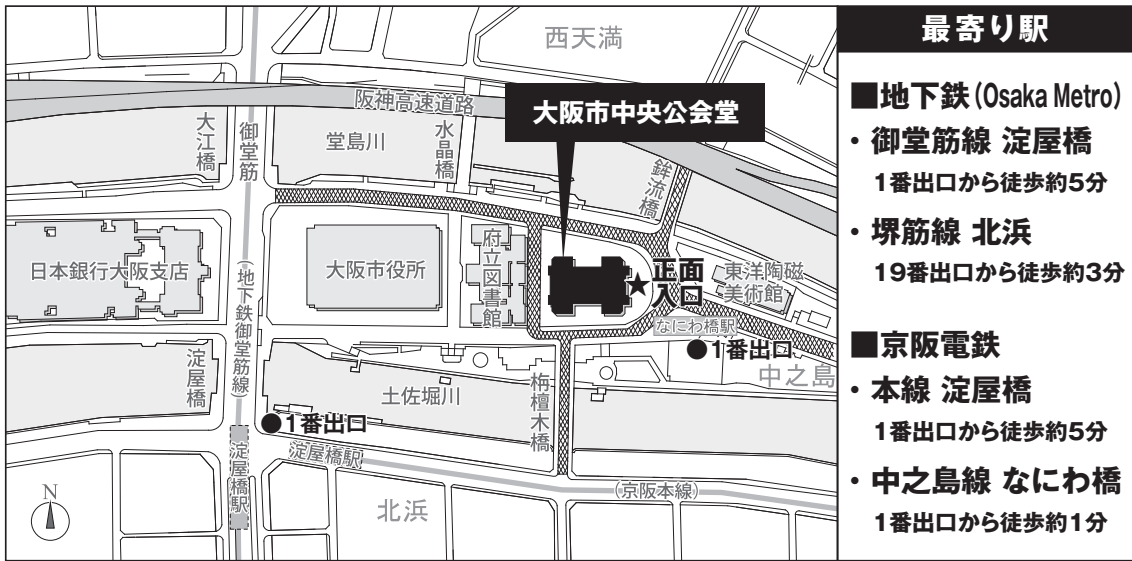 西天満
阪神高速道路
大江橋
御堂筋
堂島川
水晶橋
大阪市中央公会堂
鉾流橋
日本銀行大阪支店
(地下鉄御堂筋線)
大阪市役所
府立図書館
★正面
入口
東洋陶磁
美術館
なにわ橋駅
●1番出口
中之島
淀屋橋
土佐堀川
栴檀木橋
●1番出口
淀屋橋駅
淀屋橋駅
(京阪本線)
北浜
N
最寄り駅
■地下鉄(Osaka Metro)
・御堂筋線 淀屋橋
1番出口から徒歩約5分
・堺筋線 北浜
19番出口から徒歩約3分
■京阪電鉄
・本線 淀屋橋
1番出口から徒歩約5分
・中之島線 なにわ橋
1番出口から徒歩約1分